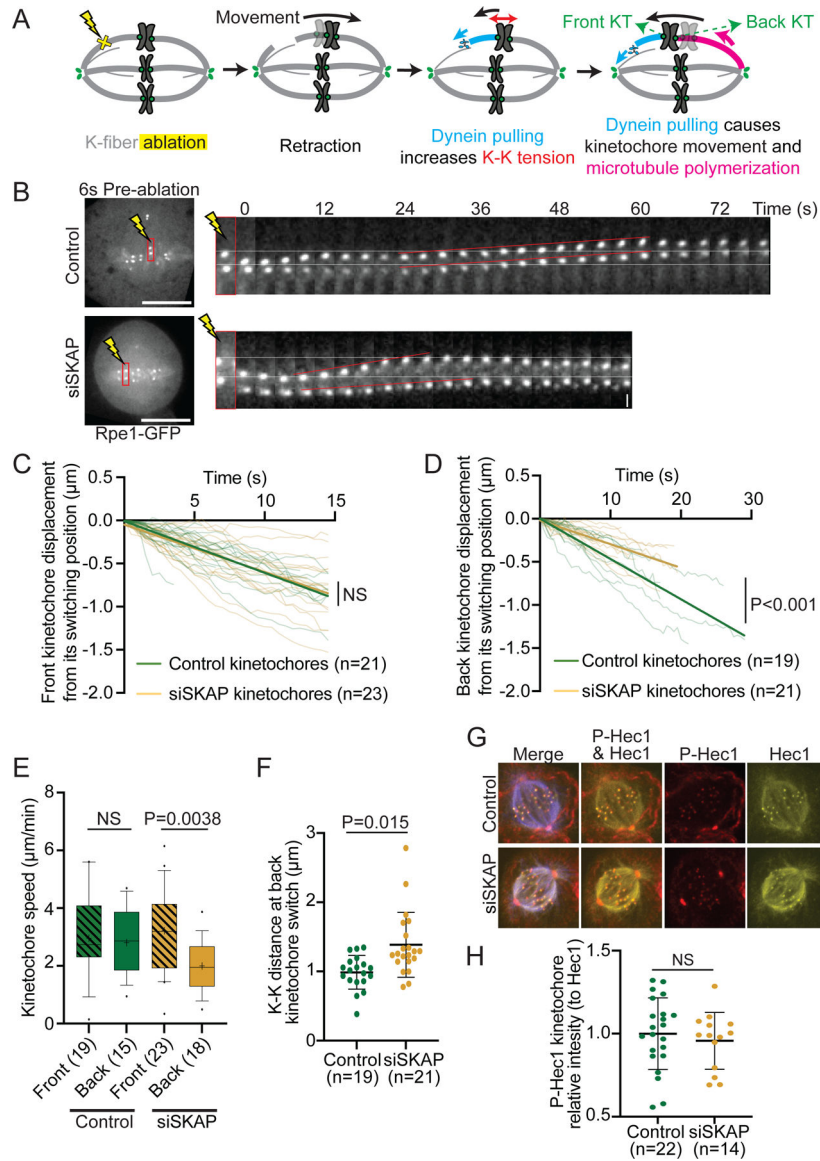 A
Movement
Front KT
Back KT
K-fiber ablation
Retraction
Dynein pulling
increases K-K tension
Dynein pulling causes
kinetochore movement and
microtubule polymerization
B
6s Pre-ablation
0 12 24 36 48 60 72 Time (s)
Control
siSKAP
Rpe1-GFP
C
Time (s)
5 10 15
0.5
0.0
-0.5
-1.0
-1.5
-2.0
Front kinetochore displacement
from its switching position (µm)
NS
Control kinetochores (n=21)
siSKAP kinetochores (n=23)
D
Time (s)
10 20 30
0.5
0.0
-0.5
-1.0
-1.5
-2.0
Back kinetochore displacement
from its switching position (µm)
P<0.001
Control kinetochores (n=19)
siSKAP kinetochores (n=21)
E
Kinetochore speed (µm/min)
8
6
4
2
0
NS
P=0.0038
Front (19)
Back (15)
Front (23)
Back (18)
Control
siSKAP
F
K-K distance at back
kinetochore switch (µm)
3
2
1
0
P=0.015
Control
(n=19)
siSKAP
(n=21)
G
Merge
P-Hec1
& Hec1
P-Hec1
Hec1
Control
siSKAP
H
P-Hec1 kinetochore
relative intesity (to Hec1)
1.5
1.0
0.5
NS
Control
(n=22)
siSKAP
(n=14)